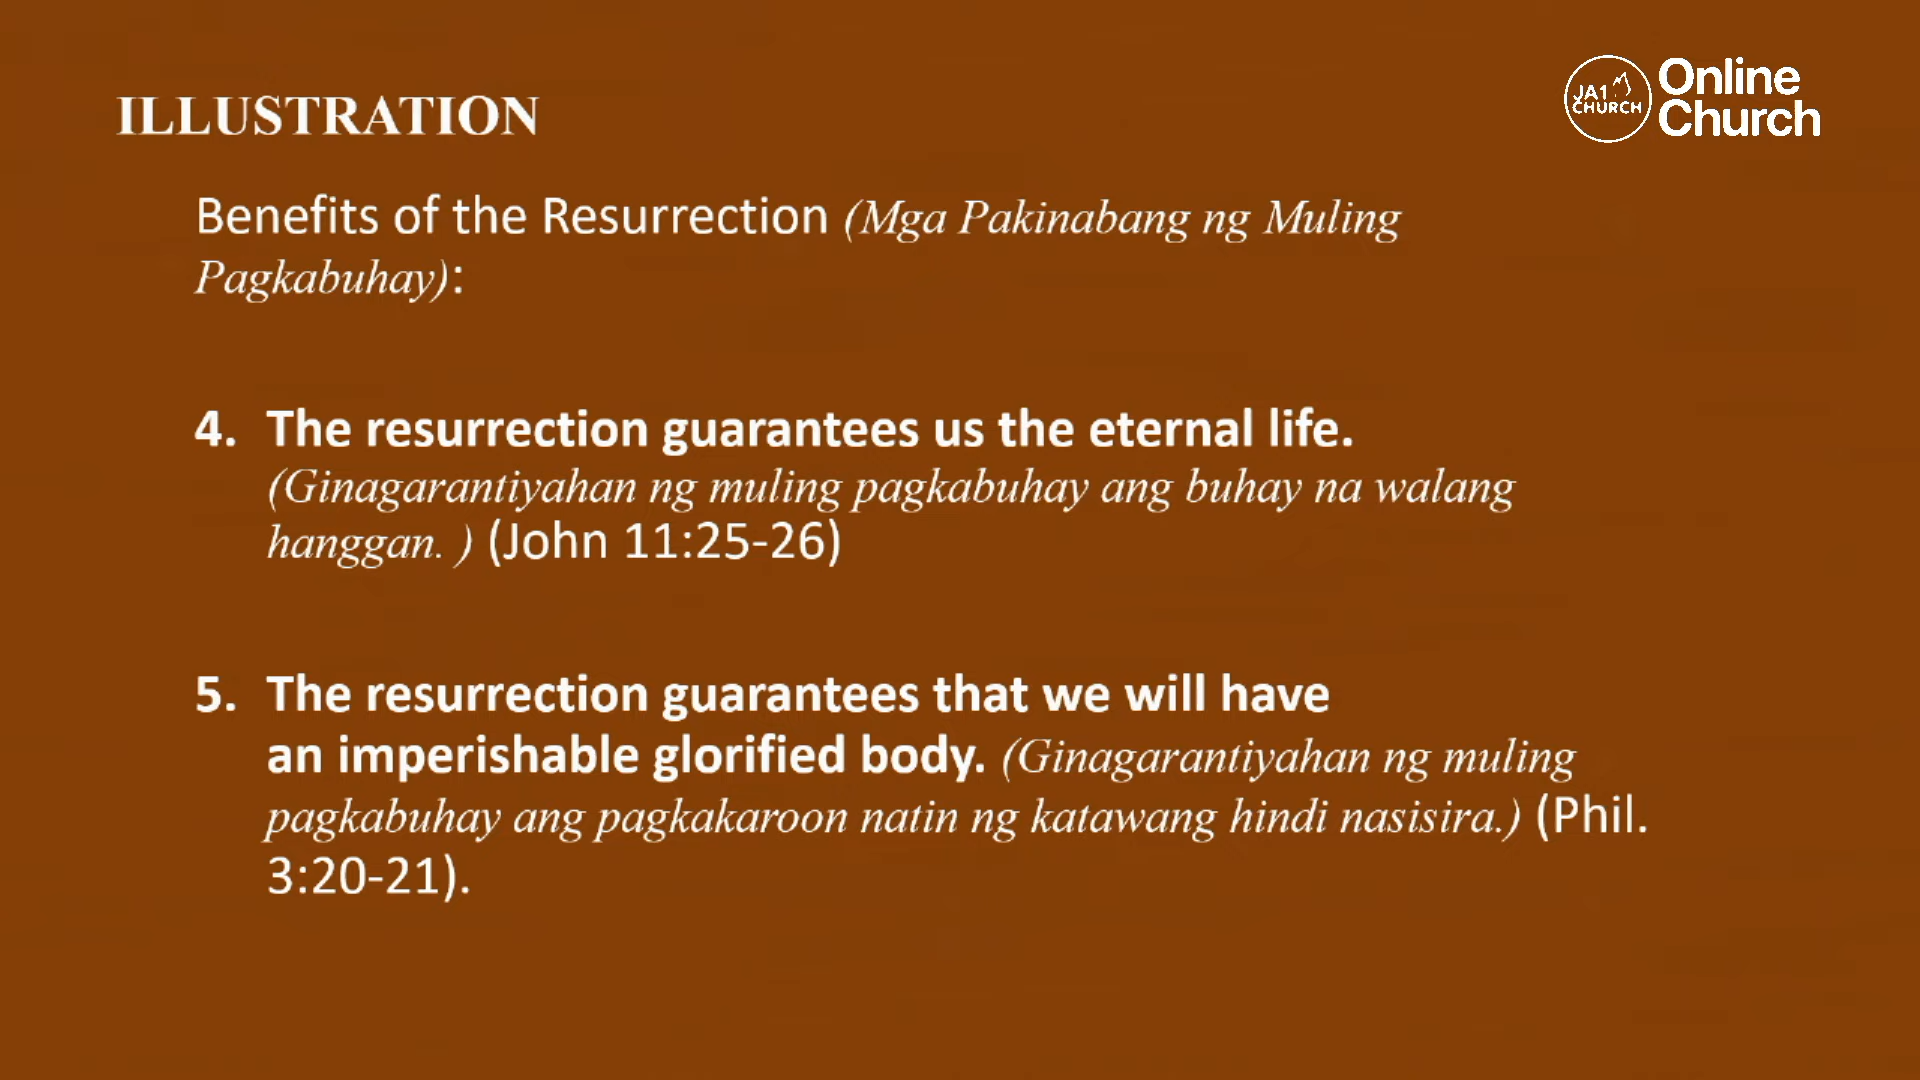 ILLUSTRATION
JA1
CHURCH
Online
Church
Benefits of the Resurrection (Mga Pakinabang ng Muling
Pagkabuhay):
4. The resurrection guarantees us the eternal life.
(Ginagarantiyahan ng muling pagkabuhay ang buhay na walang
hanggan. ) (John 11:25-26)
5. The resurrection guarantees that we will have
an imperishable glorified body. (Ginagarantiyahan ng muling
pagkabuhay ang pagkakaroon natin ng katawang hindi nasisira.) (Phil.
3:20-21).